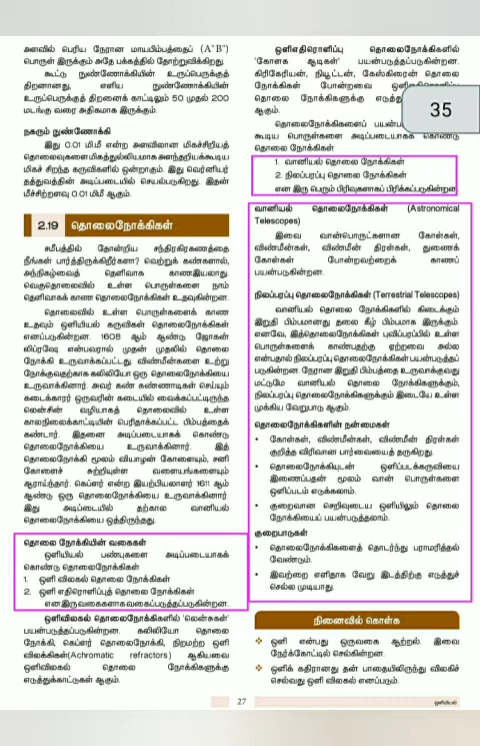 அளவில் பெரிய நேரான மாயபிம்பத்தைப் (A"B")
பொருள் இருக்கும் அதே பக்கத்தில் தோற்றுவிக்கிறது.
கூட்டு நுண்ணோக்கியின் உருப்பெருகுத்
திறனானது, எளிய நுண்ணோக்கியின்
உருப்பெருகுத் திறனைக் காட்டிலும் 50 முதல் 200
மடங்கு வரை அதிகமாக இருக்கும்.
நகரும் நுண்ணோக்கி
இது 0.01 மி.மீ என்ற அளவிலான மிகச்சிறியத்
தொலைவுகளை மிகத்துல்லியமாக அளந்தறியக்கூடிய
மிகச் சிறந்த கருவிகளில் ஒன்றாகும். இது வெர்னியர்
தத்துவத்தின் அடிப்படையில் செயல்படுகிறது. இதன்
மீச்சிற்றளவு 0.01 மி.மீ ஆகும்.
2.19 தொலைநோக்கிகள்
சமீபத்தில் தோன்றிய சந்திரகிரகணத்தை
நீங்கள் பார்த்திருக்கிறீர்களா? வெற்றுக் கண்களால்,
அந்நிகழ்வைத் தெளிவாக காணஇயலாது.
வெகுதொலைவில் உள்ள பொருள்களை நாம்
தெளிவாகக் காண தொலைநோக்கிகள் உதவுகின்றன.
தொலைவில் உள்ள பொருள்களைக் காண
உதவும் ஒளியியல் கருவிகள் தொலைநோக்கிகள்
எனப்படுகின்றன. 1608 ஆம் ஆண்டு ஜோகன்
லிப்ரஷே என்பவரால் முதன் முதலில் தொலை
நோக்கி உருவாக்கப்பட்டது. விண்மீன்களை உற்று
நோக்குவதற்காக கலிலியோ ஒரு தொலைநோக்கியை
உருவாக்கினார். அவர் கண் கண்ணாடிகள் செய்யும்
கடைக்காரர் ஒருவரின் கடையில் வைக்கப்பட்டிருந்த
லென்சின் வழியாகத் தொலைவில் உள்ள
காலநிலைக்காட்டியின் பெரிதாக்கப்பட்ட பிம்பத்தைக்
கண்டார். இதனை அடிப்படையாகக் கொண்டு
தொலைநோக்கியை உருவாக்கினார். இத்
தொலைநோக்கி மூலம் வியாழன் கோளையும், சனி
கோளைச் சுற்றியுள்ள வளையங்களையும்
ஆராய்ந்தார். கெப்ளர் என்ற இயற்பியலாளர் 1611 ஆம்
ஆண்டு ஒரு தொலைநோக்கியை உருவாக்கினார்.
இது அடிப்படையில் தற்கால வானியல்
தொலைநோக்கியை ஒத்திருந்தது.
தொலை நோக்கியின் வகைகள்
ஒளியியல் பண்புகளை அடிப்படையாகக்
கொண்டு தொலைநோக்கிகள்
1. ஒளி விலகல் தொலை நோக்கிகள்
2. ஒளி எதிரொளிப்புத் தொலை நோக்கிகள்
என இரு வகைகளாக வகைப்படுத்தப்படுகின்றன.
ஒளிவிலகல் தொலைநோக்கிகளில் 'லென்சுகள்'
பயன்படுத்தப்படுகின்றன. கலிலியோ தொலை
நோக்கி, கெப்ளர் தொலைநோக்கி, நிறமற்ற ஒளி
விலக்கிகள்(Achromatic refractors) ஆகியவை
ஒளிவிலகல் தொலை நோக்கிகளுக்கு
எடுத்துக்காட்டுகள் ஆகும்.
ஒளிஎதிரொளிப்பு தொலைநோக்கிகளில்
'கோளக ஆடிகள்' பயன்படுத்தப்படுகின்றன.
கிரிகேரியன், நியூட்டன், கேஸ்கிரைன் தொலை
நோக்கிகள் போன்றவை
தொலை நோக்கிகளுக்கு
ஆகும்.
35
தொலைநோக்கிகளைப்
கூடிய பொருள்களை அடிப்படையாகக் கொண்டு
தொலை நோக்கிகள்
1. வானியல் தொலை நோக்கிகள்
2. நிலப்பரப்பு தொலை நோக்கிகள்
என இரு பெரும் பிரிவுகளாகப் பிரிக்கப்படுகின்றன.
வானியல் தொலை நோக்கிகள் (Astronomical
Telescopes)
இவை வான்பொருட்களான கோள்கள்,
விண்மீன்கள், விண்மீன் திரள்கள், துணைக்
கோள்கள் போன்றவற்றைக் காணப்
பயன்படுகின்றன.
நிலப்பரப்பு தொலைநோக்கிகள் (Terrestrial Telescopes)
வானியல் தொலை நோக்கிகளில் கிடைக்கும்
இறுதி பிம்பமானது தலை கீழ் பிம்பமாக இருக்கும்.
எனவே, இத்தொலைநோக்கிகள் புவிப்பரப்பில் உள்ள
பொருள்களைக் காண்பதற்கு ஏற்றவை அல்ல
என்பதால் நிலப்பரப்பு தொலைநோக்கிகள் பயன்படுத்தப்
படுகின்றன. நேரான இறுதி பிம்பத்தை உருவாக்குவது
மட்டுமே வானியல் தொலை நோக்கிகளுக்கும்,
நிலப்பரப்பு தொலைநோக்கிகளுக்கும் இடையே உள்ள
முக்கிய வேறுபாடு ஆகும்.
தொலைநோக்கிகளின் நன்மைகள்
• கோள்கள், விண்மீன்கள், விண்மீன் திரள்கள்
குறித்த விரிவான பார்வையைத் தருகிறது.
• தொலைநோக்கியுடன் ஒளிப்படக்கருவியை
இணைப்பதன் மூலம் வான் பொருள்களை
ஒளிப்படம் எடுக்கலாம்.
• குறைவான செறிவுடைய ஒளியிலும் தொலை
நோக்கியைப் பயன்படுத்தலாம்.
குறைபாடுகள்
• தொலைநோக்கிகளைத் தொடர்ந்து பராமரித்தல்
வேண்டும்.
• இவற்றை எளிதாக வேறு இடத்திற்கு எடுத்துச்
செல்ல முடியாது.
நினைவில் கொள்க
❖ ஒளி என்பது ஒருவகை ஆற்றல். இவை
நேர்க்கோட்டில் செல்கின்றன.
❖ ஒளிக் கதிரானது தன் பாதையிலிருந்து விலகிச்
செல்வது ஒளி விலகல் எனப்படும்.
27
ஒளியியல்